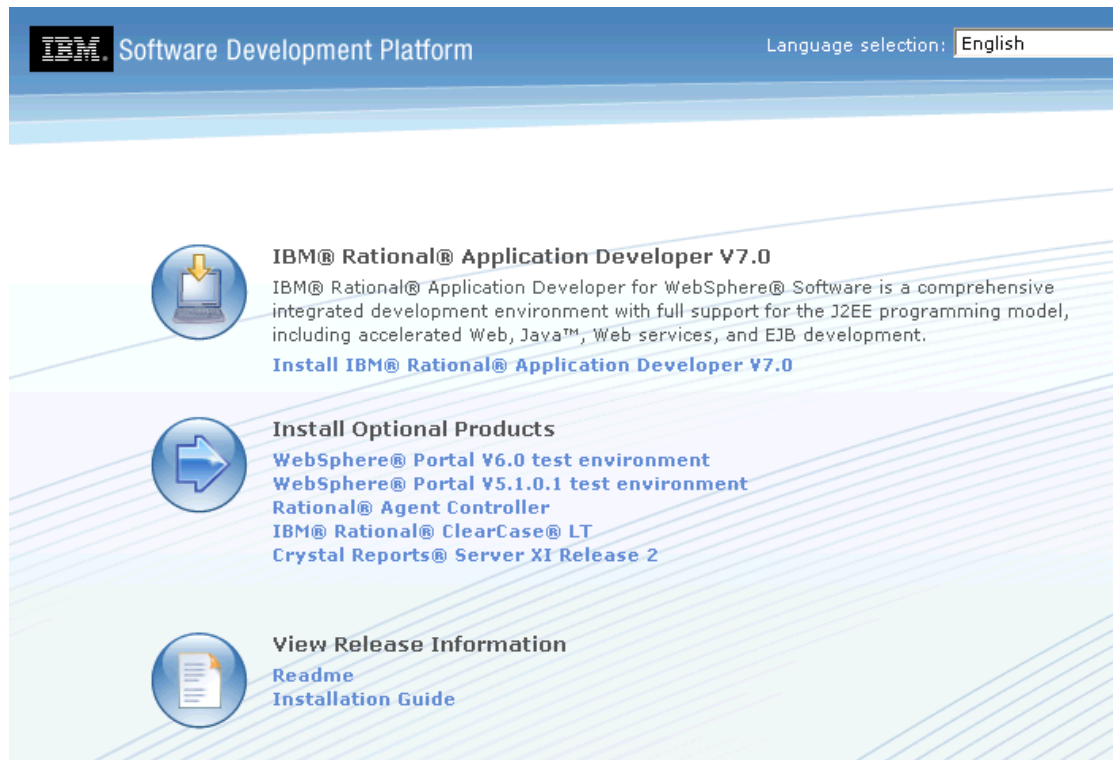 IBM. Software Development Platform
Language selection: English
IBM® Rational® Application Developer V7.0
IBM® Rational® Application Developer for WebSphere® Software is a comprehensive
integrated development environment with full support for the J2EE programming model,
including accelerated Web, Java™, Web services, and EJB development.
Install IBM® Rational® Application Developer V7.0
Install Optional Products
WebSphere® Portal V6.0 test environment
WebSphere® Portal V5.1.0.1 test environment
Rational® Agent Controller
IBM® Rational® ClearCase® LT
Crystal Reports® Server XI Release 2
View Release Information
Readme
Installation Guide